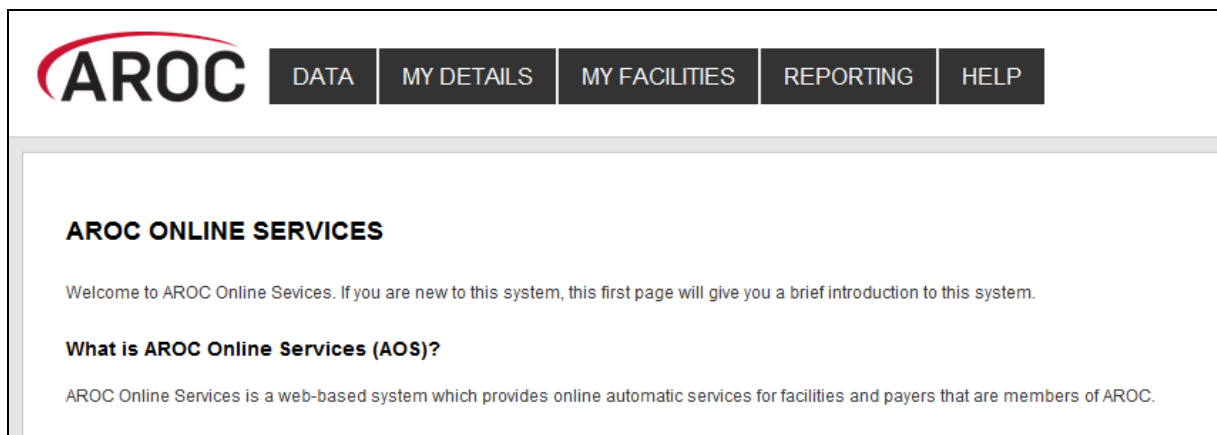 AROC DATA MY DETAILS MY FACILITIES REPORTING HELP
AROC ONLINE SERVICES
Welcome to AROC Online Sevices. If you are new to this system, this first page will give you a brief introduction to this system.
What is AROC Online Services (AOS)?
AROC Online Services is a web-based system which provides online automatic services for facilities and payers that are members of AROC.